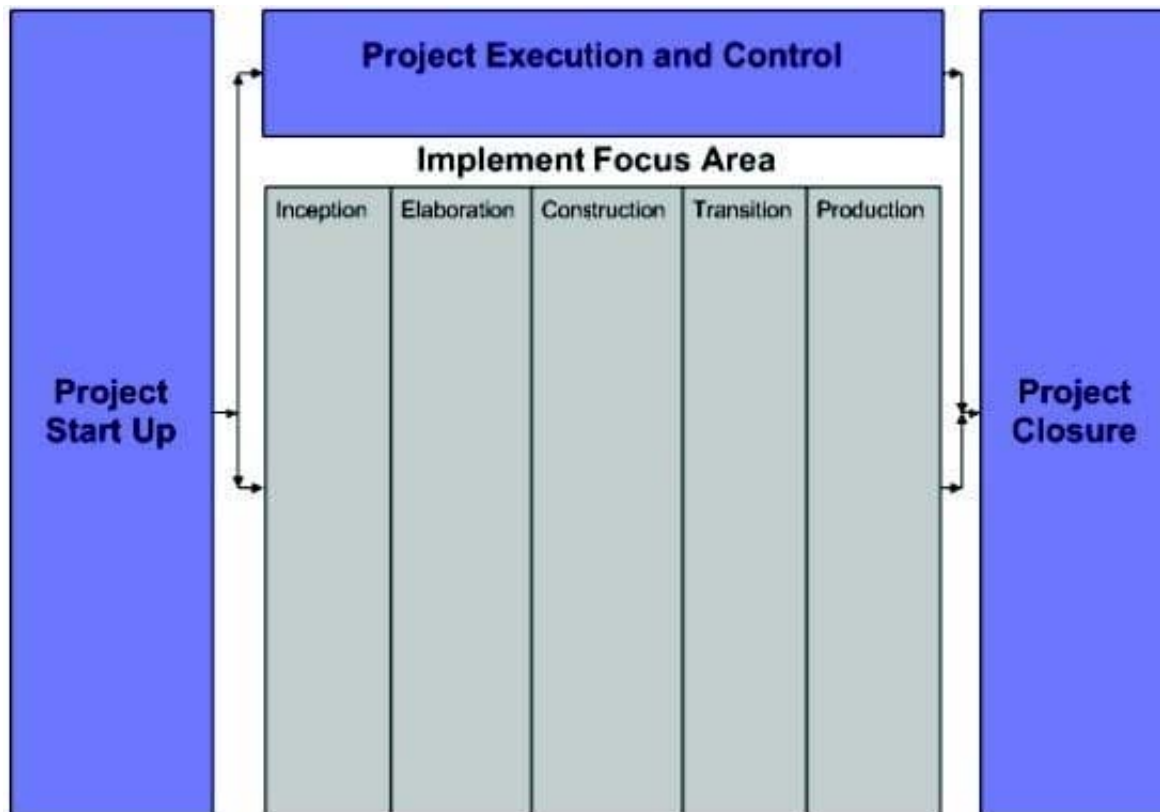 Project Execution and Control
Implement Focus Area
Inception
Elaboration
Construction
Transition
Production
Project
Start Up
Project
Closure